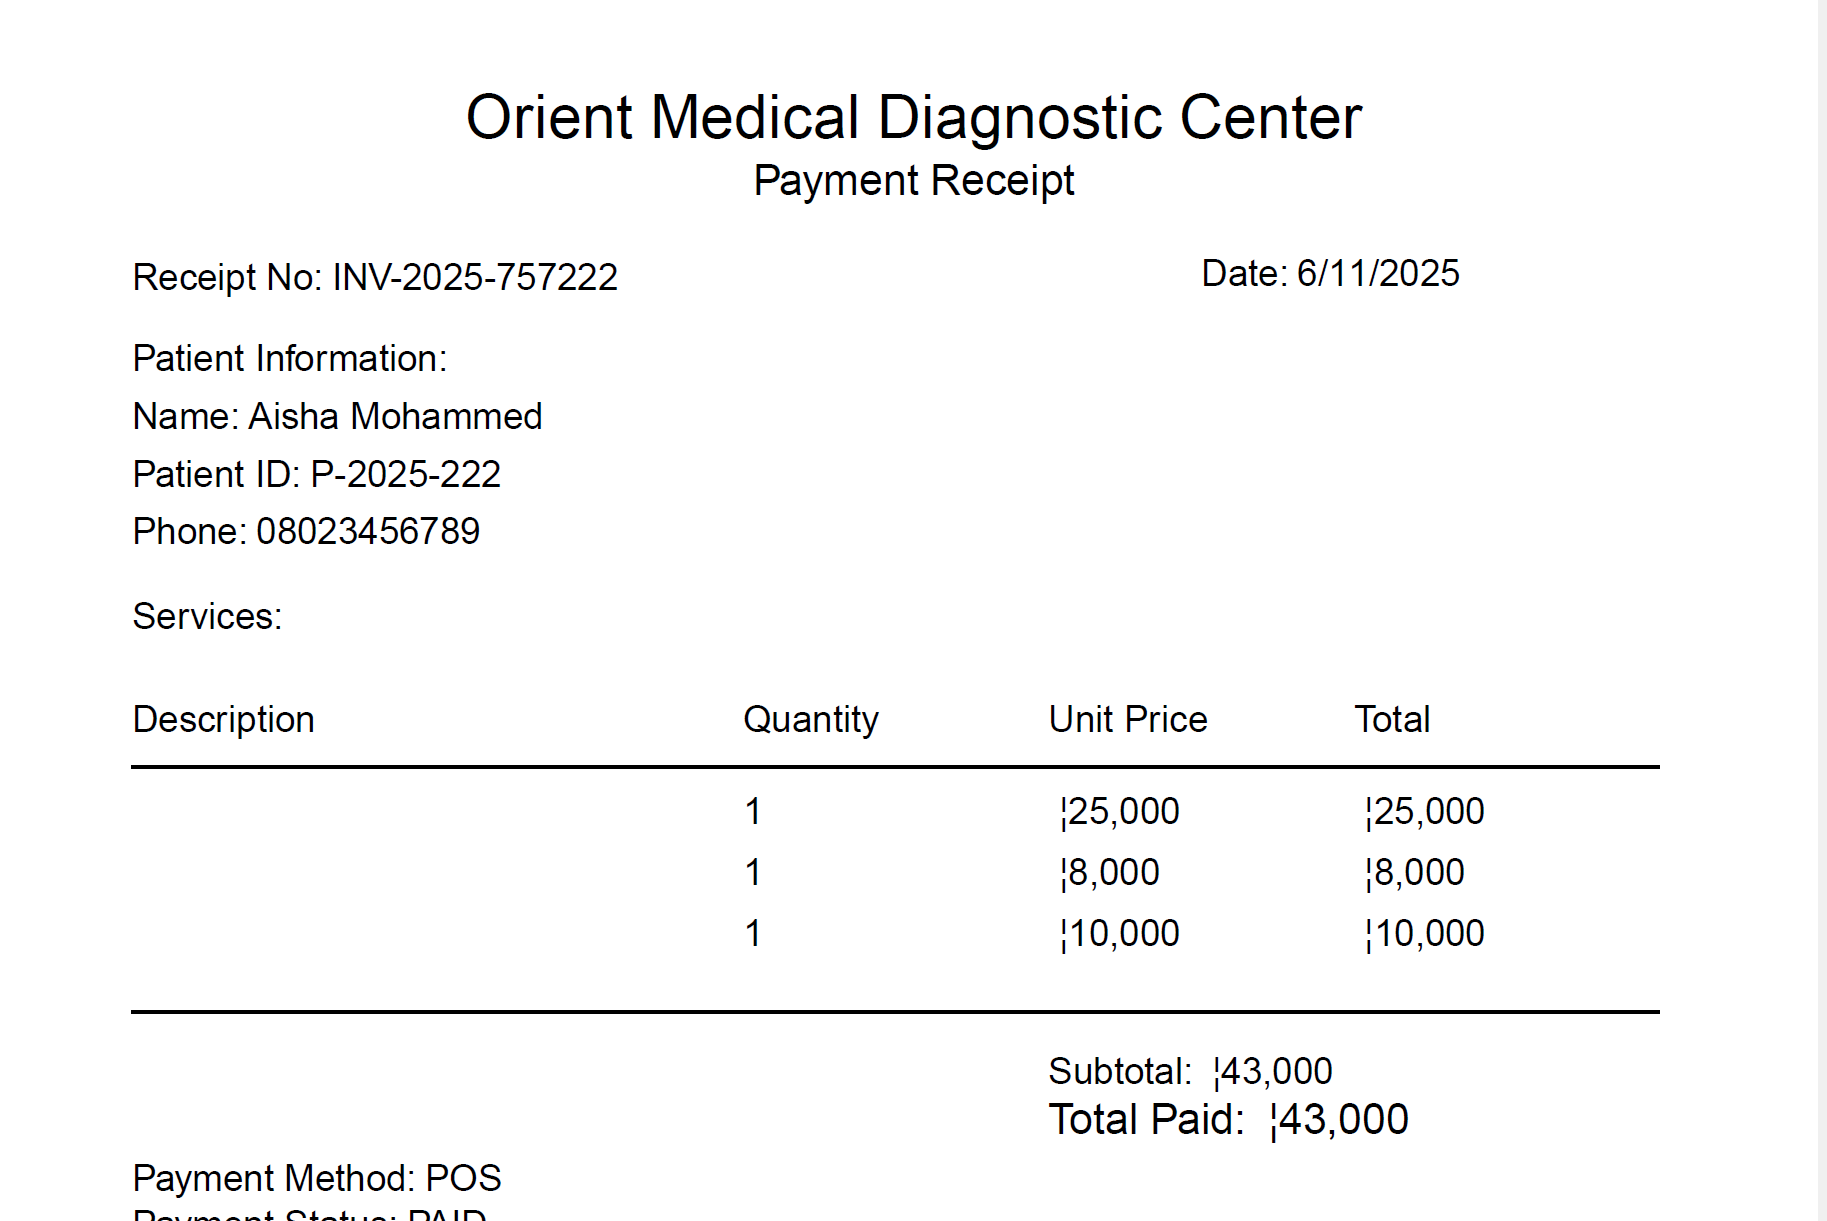 Orient Medical Diagnostic Center
Payment Receipt
Receipt No: INV-2025-757222 Date: 6/11/2025
Patient Information:
Name: Aisha Mohammed
Patient ID: P-2025-222
Phone: 08023456789
Services:
Description Quantity Unit Price Total
1 ¦25,000 ¦25,000
1 ¦8,000 ¦8,000
1 ¦10,000 ¦10,000
Subtotal: ¦43,000
Total Paid: ¦43,000
Payment Method: POS
Payment Status: PAID